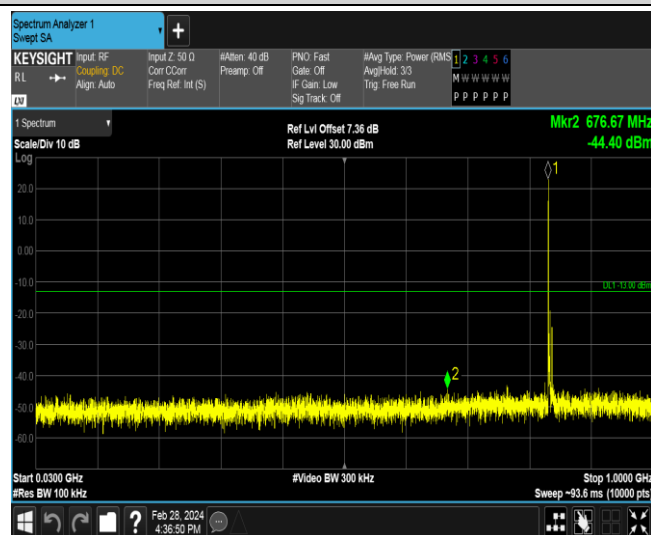 Spectrum Analyzer 1
Swept SA
+
KEYSIGHT
RL
LXI
Input: RF
Coupling: DC
Align: Auto
Input Z: 50 Ω
Corr CCorr
Freq Ref: Int (S)
#Atten: 40 dB
Preamp: Off
PNO: Fast
Gate: Off
IF Gain: Low
Sig Track: Off
#Avg Type: Power (RMS
Avg|Hold: 3/3
Trig: Free Run
1 2 3 4 5 6
M W W W W W
P P P P P P
1 Spectrum
Scale/Div 10 dB
Ref Lvl Offset 7.36 dB
Ref Level 30.00 dBm
Mkr2 676.67 MHz
-44.40 dBm
Log
1
20.0
10.0
0.00
-10.0
DL1 -13.00 dBm
-20.0
-30.0
2
-40.0
-50.0
-60.0
Start 0.0300 GHz
#Video BW 300 kHz
Stop 1.0000 GHz
#Res BW 100 kHz
Sweep ~93.6 ms (10000 pts)
?
Feb 28, 2024
4:36:50 PM